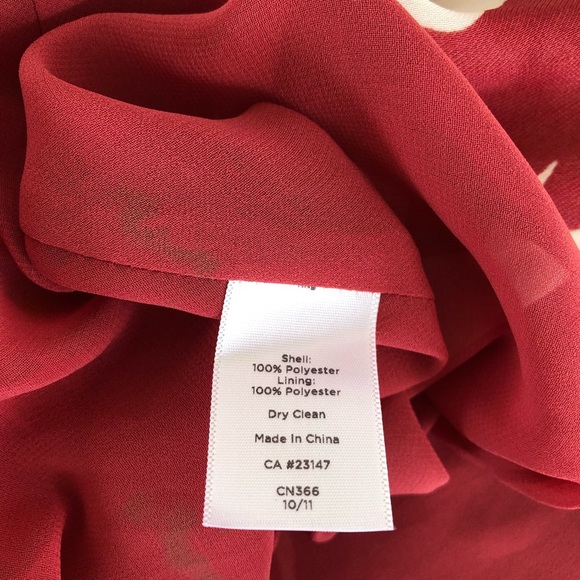 Shell:
100% Polyester
Lining:
100% Polyester
Dry Clean
Made In China
CA #23147
CN366
10/11